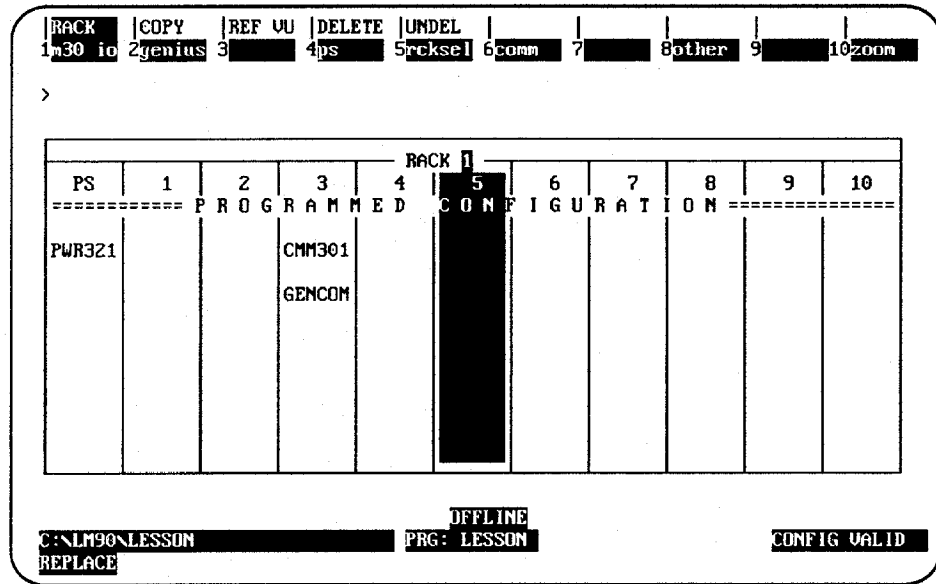 RACK |COPY |REF VU |DELETE |UNDEL | | | | |
1m30 io 2genius 3 4ps 5rcksel 6comm 7 8other 9 10zoom
>
RACK 1
PS 1 2 3 4 5 6 7 8 9 10
============ P R O G R A M M E D C O N F I G U R A T I O N ===============
PWR321 CMM301
GENCOM
OFFLINE
C:\LM90\LESSON PRG: LESSON CONFIG VALID
REPLACE